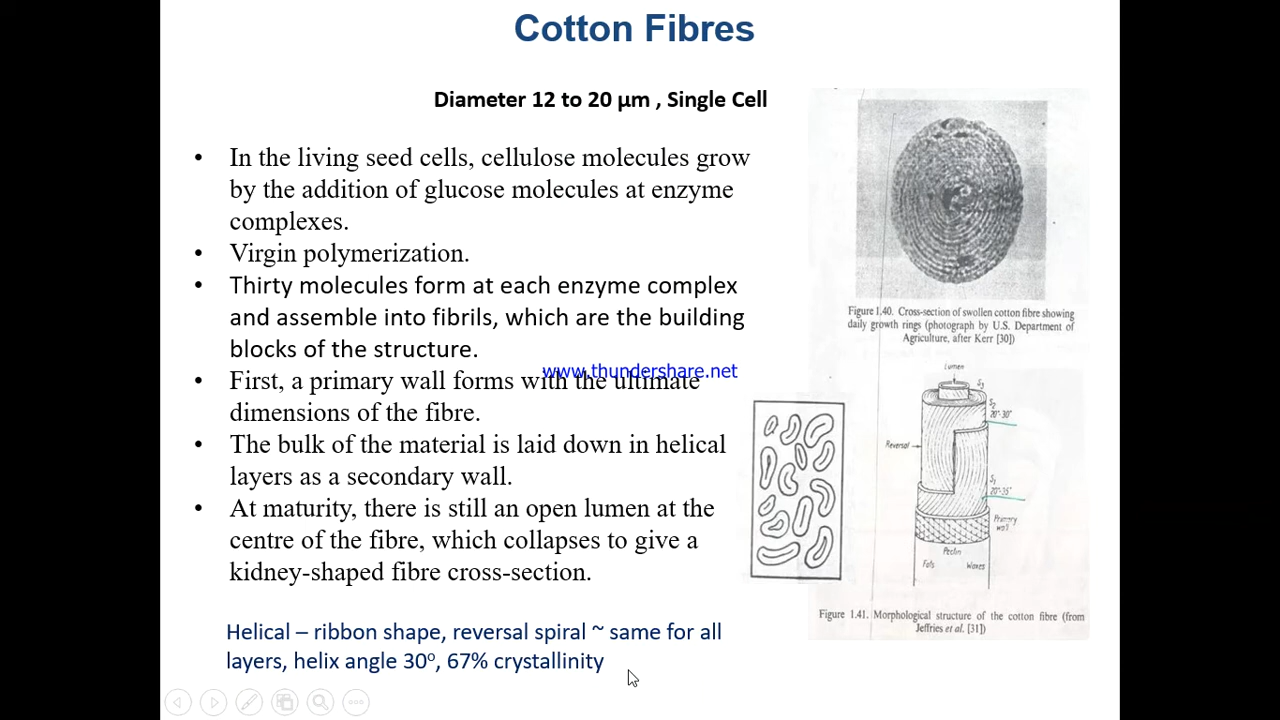 Cotton Fibres
Diameter 12 to 20 µm , Single Cell
• In the living seed cells, cellulose molecules grow
by the addition of glucose molecules at enzyme
complexes.
• Virgin polymerization.
• Thirty molecules form at each enzyme complex
and assemble into fibrils, which are the building
blocks of the structure.
• First, a primary wall forms with the ultimate
dimensions of the fibre.
• The bulk of the material is laid down in helical
layers as a secondary wall.
• At maturity, there is still an open lumen at the
centre of the fibre, which collapses to give a
kidney-shaped fibre cross-section.
Helical – ribbon shape, reversal spiral ~ same for all
layers, helix angle 30º, 67% crystallinity
www.thundershare.net
Figure 1.40. Cross-section of swollen cotton fibre showing
daily growth rings (photograph by U.S. Department of
Agriculture, after Kerr [30])
Lumen
S3
S2
20°-30°
Reversal
S1
20°-35°
Primary
wall
Pectin
Fats Waxes
Figure 1.41. Morphological structure of the cotton fibre (from
Jeffries et al. [31])